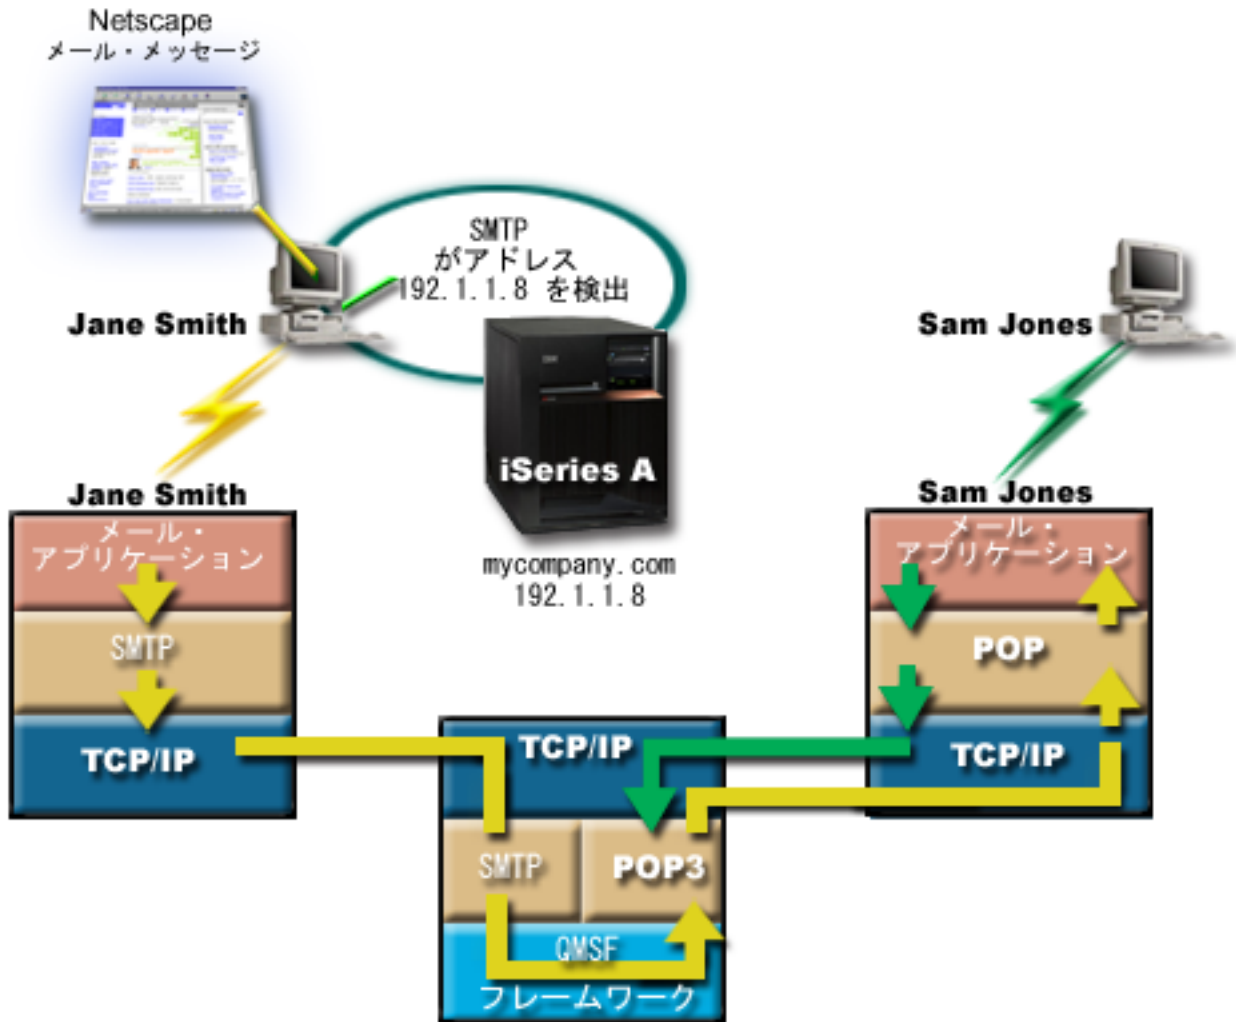 Netscape
メール・メッセージ
SMTP
がアドレス
192.1.1.8 を検出
Jane Smith
Sam Jones
IBM
iSeries A
mycompany.com
192.1.1.8
Jane Smith
メール・
アプリケーション
SMTP
TCP/IP
Sam Jones
メール・
アプリケーション
POP
TCP/IP
TCP/IP
SMTP
POP3
QMSF
フレームワーク